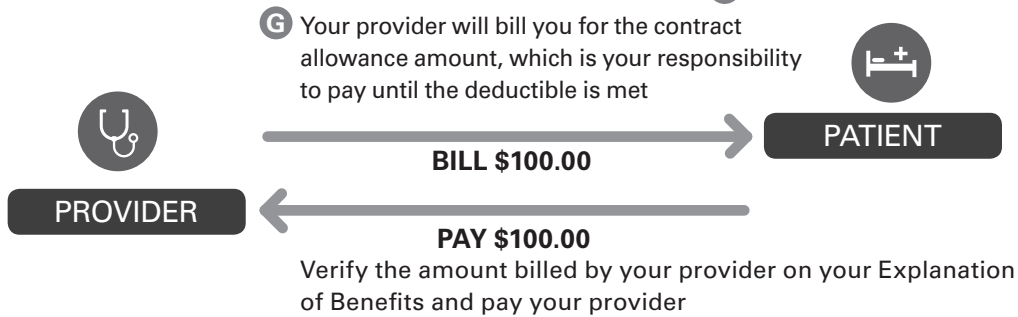 G Your provider will bill you for the contract
allowance amount, which is your responsibility
to pay until the deductible is met
PATIENT
BILL $100.00
PROVIDER
PAY $100.00
Verify the amount billed by your provider on your Explanation
of Benefits and pay your provider